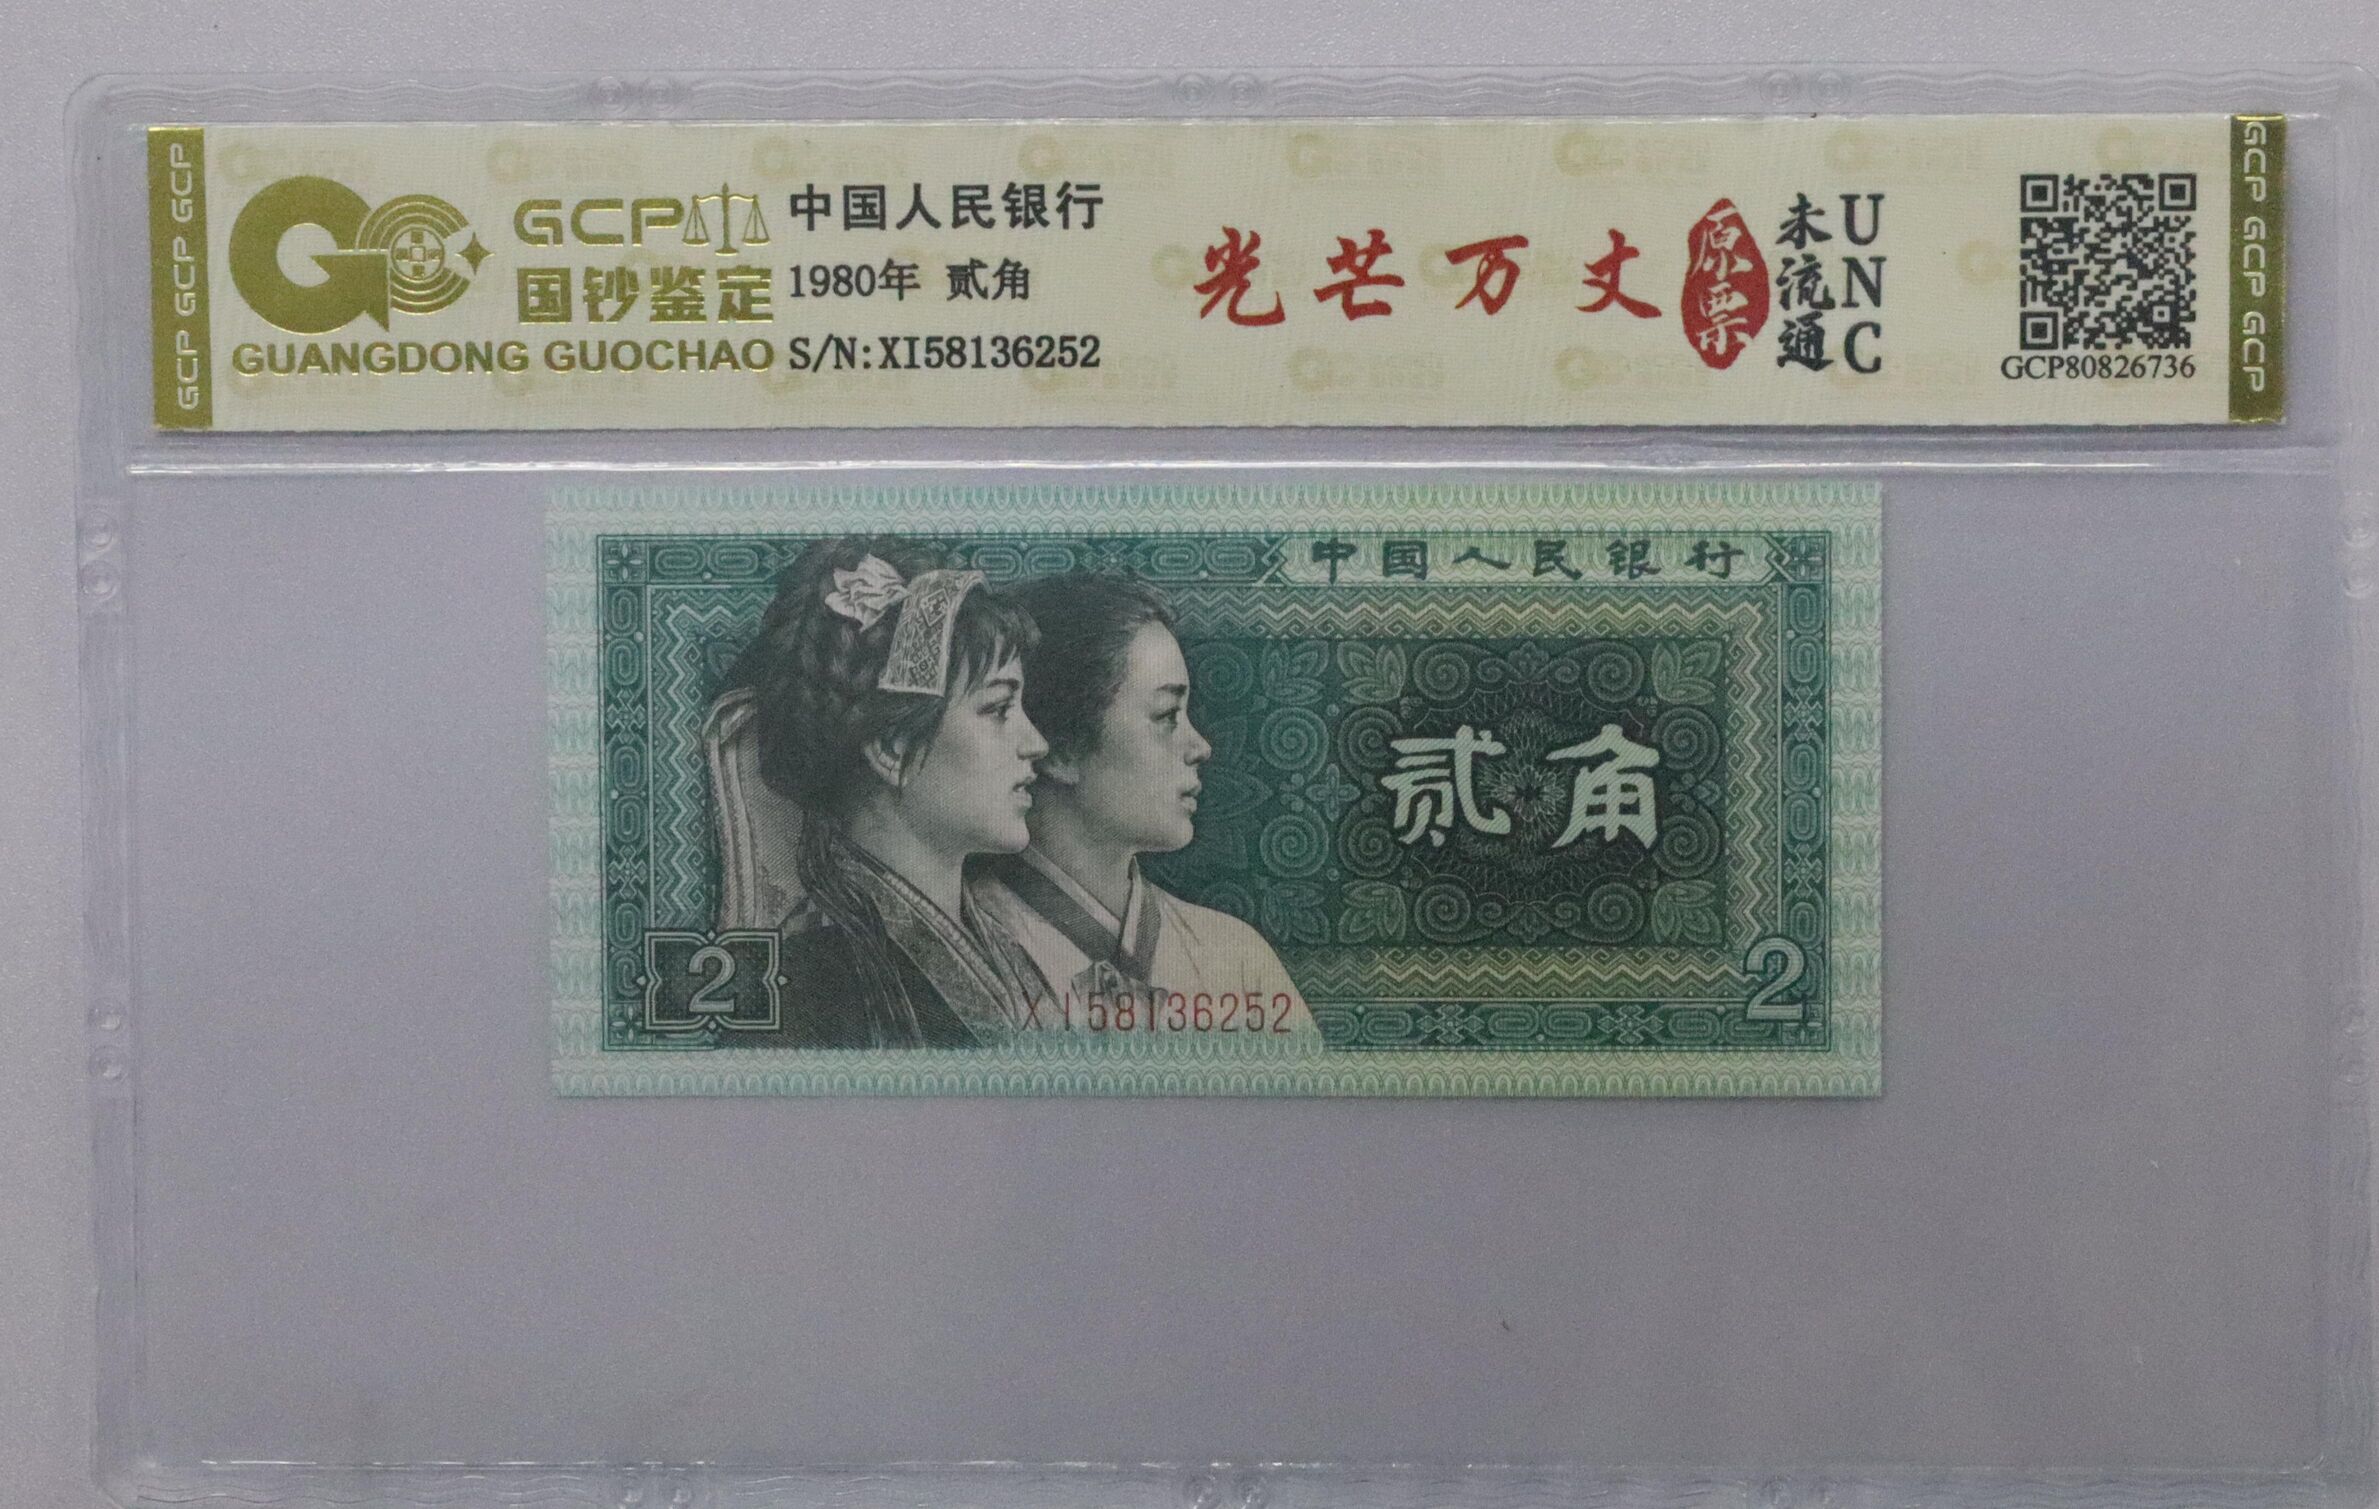 GCP GCP GCP
GCP
国钞鉴定
GUANGDONG GUOCHAO
中国人民银行
1980年 贰角
S/N:XI58136252
光芒万丈
原票
未流通
UNC
GCP80826736
GCP GCP GCP
中国人民银行
贰角
2
XI58136252
2